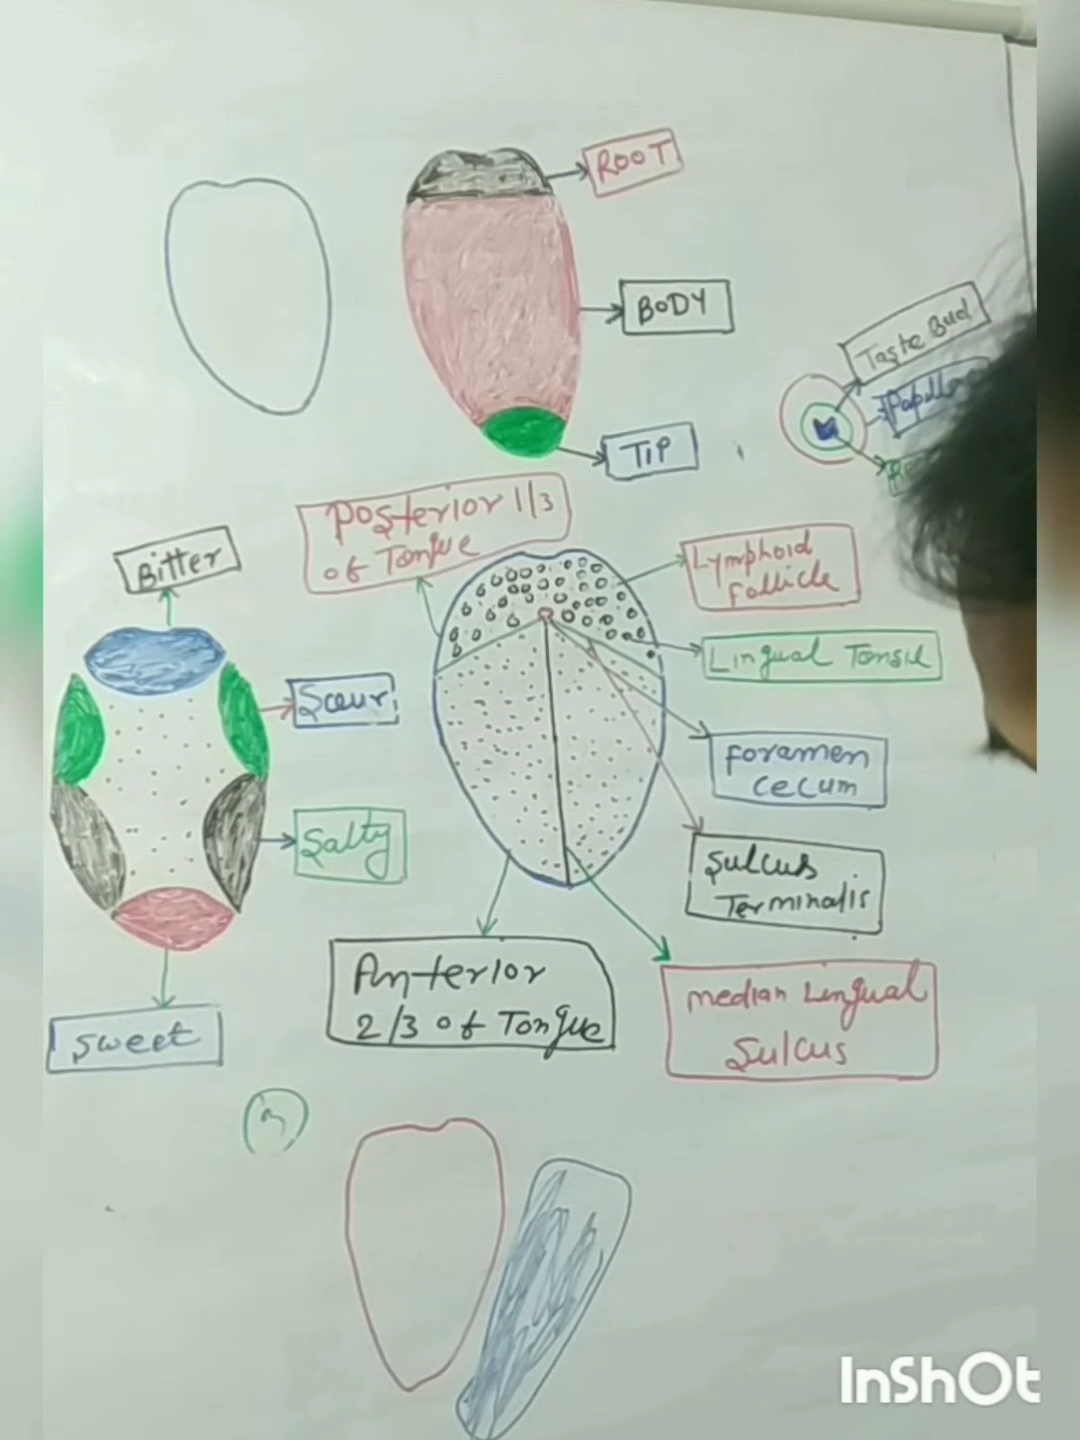 ROOT
BODY
Taste Bud
TIP
Posterior 1/3
of Tongue
Bitter
Lymphoid
follicle
Lingual Tonsil
Sour
foramen
cecum
Salty
Sulcus
Terminalis
Anterior
2/3 of Tongue
median Lingual
Sulcus
Sweet
InShOt